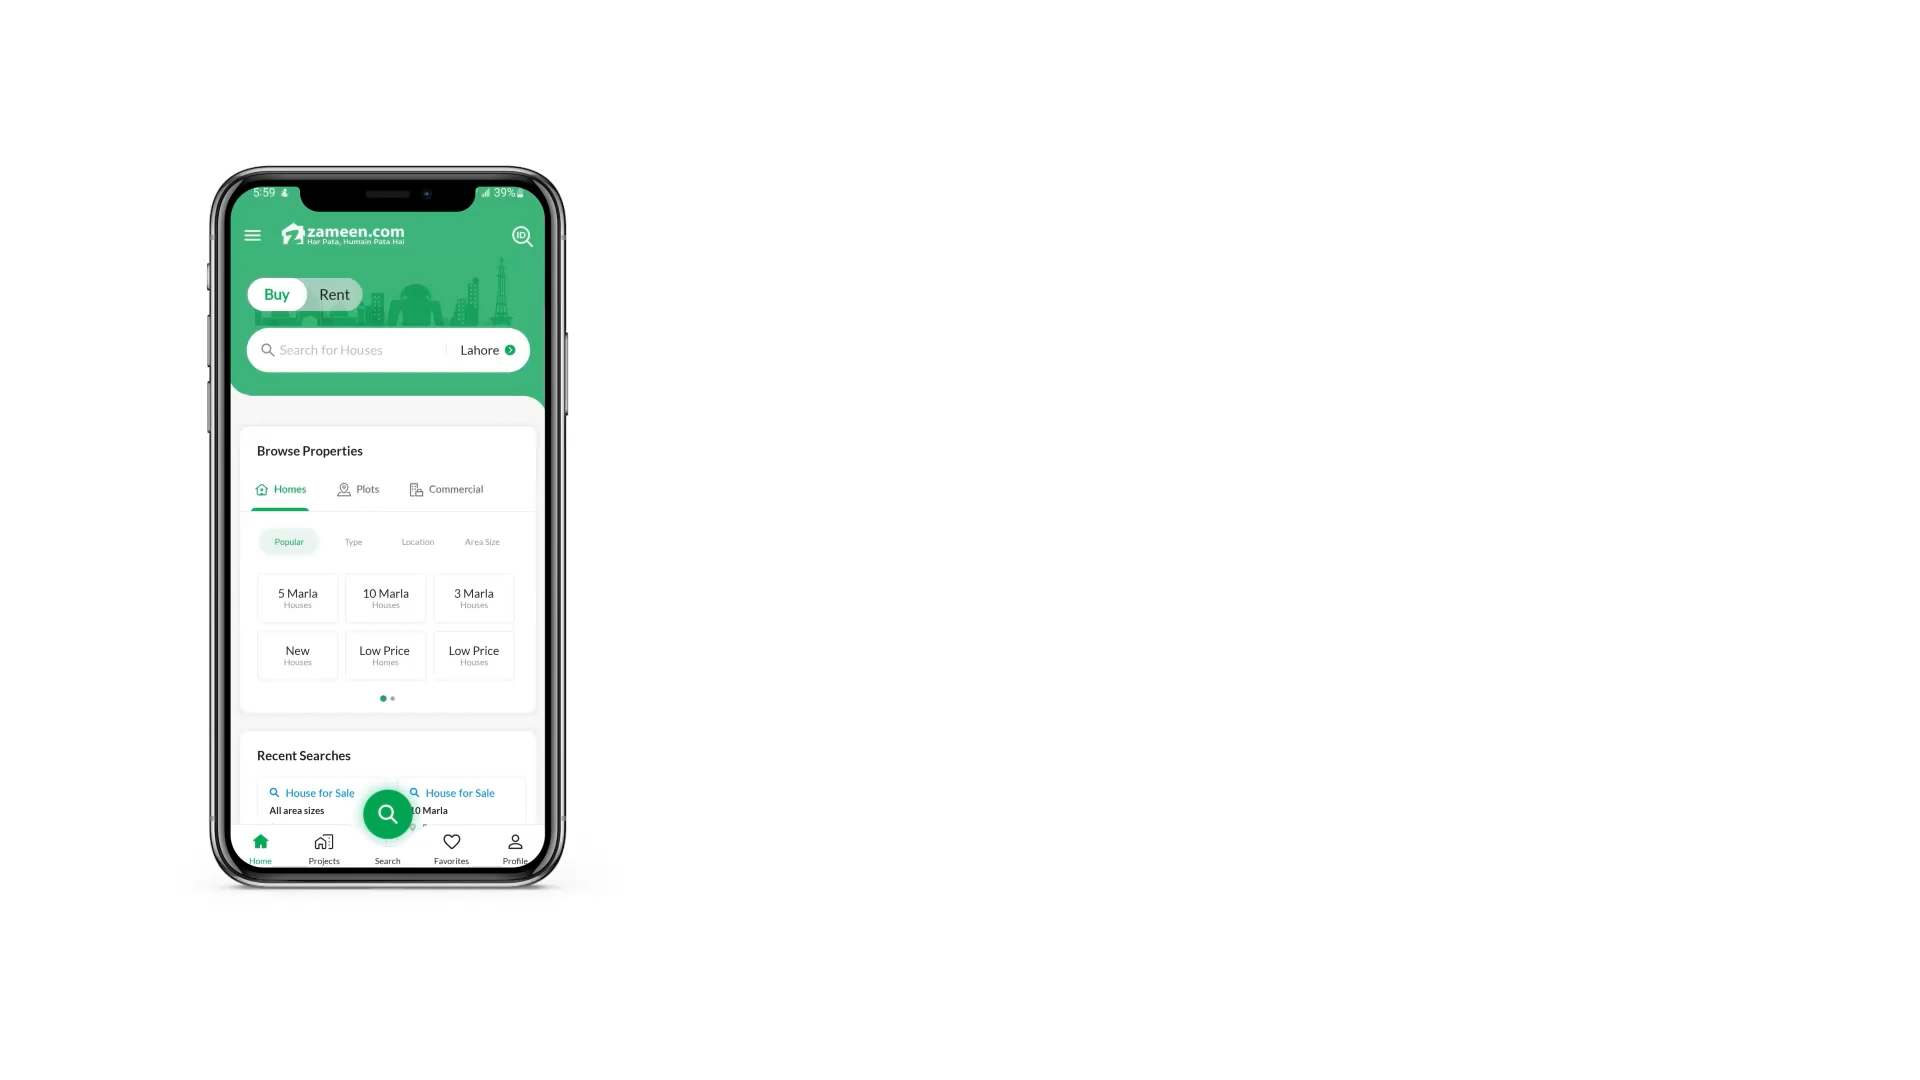 5:59 39%
zameen.com
Har Pata, Humain Pata Hai
ID
Buy Rent
Search for Houses Lahore
Browse Properties
Homes Plots Commercial
Popular Type Location Area Size
5 Marla 10 Marla 3 Marla
Houses Houses Houses
New Low Price Low Price
Houses Homes Houses
Recent Searches
House for Sale House for Sale
All area sizes 10 Marla
Home Projects Search Favorites Profile